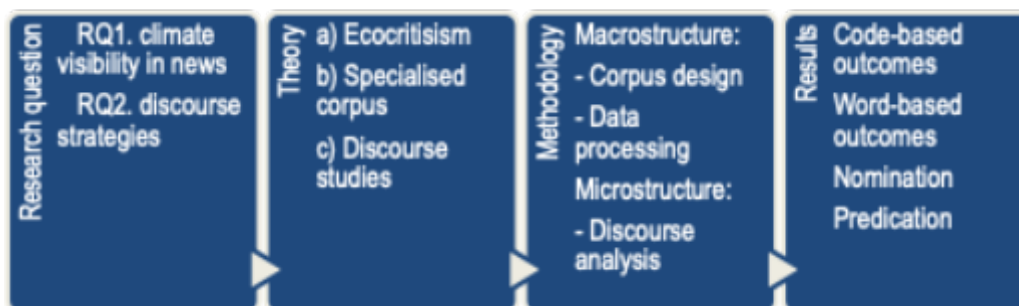 Research question
RQ1. climate
visibility in news
RQ2. discourse
strategies
Theory
a) Ecocritisism
b) Specialised
corpus
c) Discourse
studies
Methodology
Macrostructure:
- Corpus design
- Data
processing
Microstructure:
- Discourse
analysis
Results
Code-based
outcomes
Word-based
outcomes
Nomination
Predication